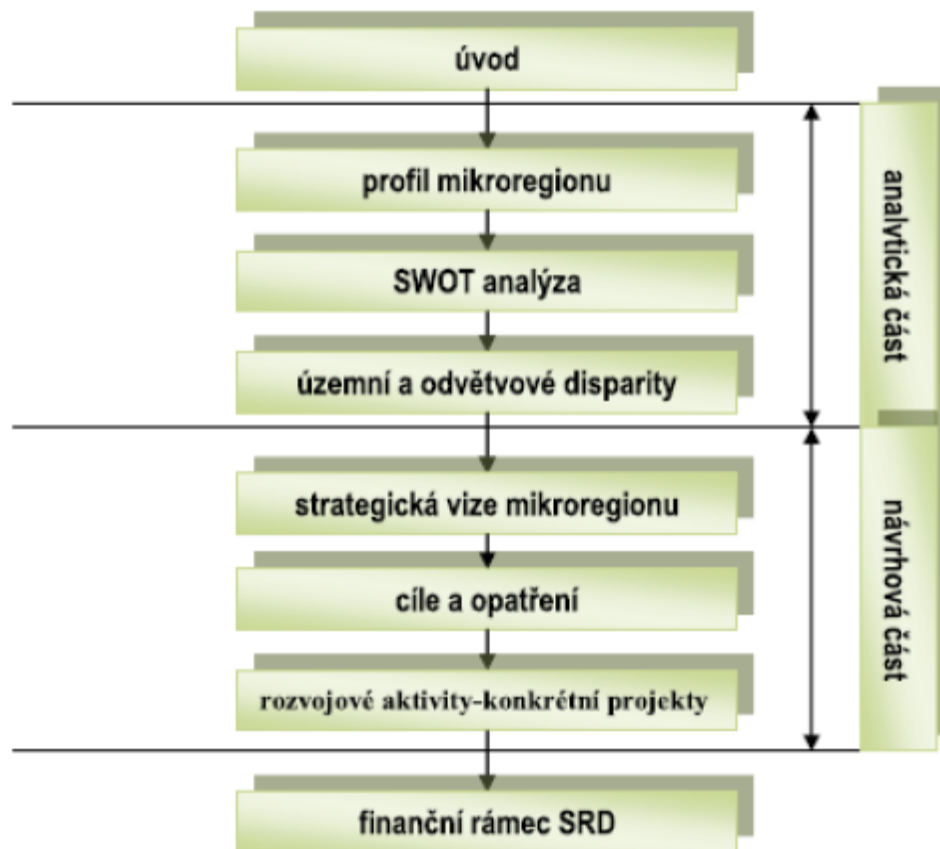 úvod
profil mikroregionu
SWOT analýza
územní a odvětvové disparity
analytická část
strategická vize mikroregionu
cíle a opatření
rozvojové aktivity-konkrétní projekty
návrhová část
finanční rámec SRD